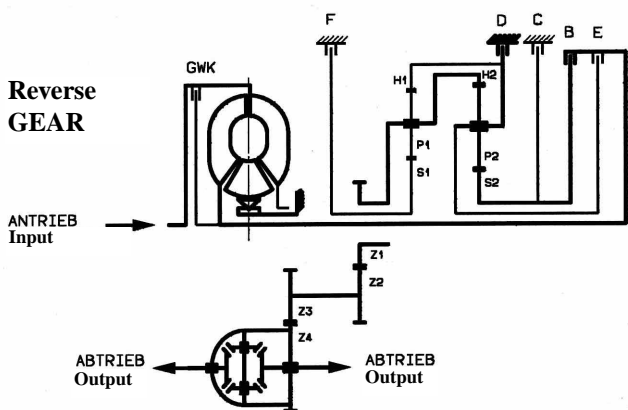 F
D
C
B E
GWK
H1
H2
Reverse
GEAR
P1
P2
S1
S2
ANTRIEB
Input
Z1
Z2
Z3
Z4
ABTRIEB
Output
ABTRIEB
Output